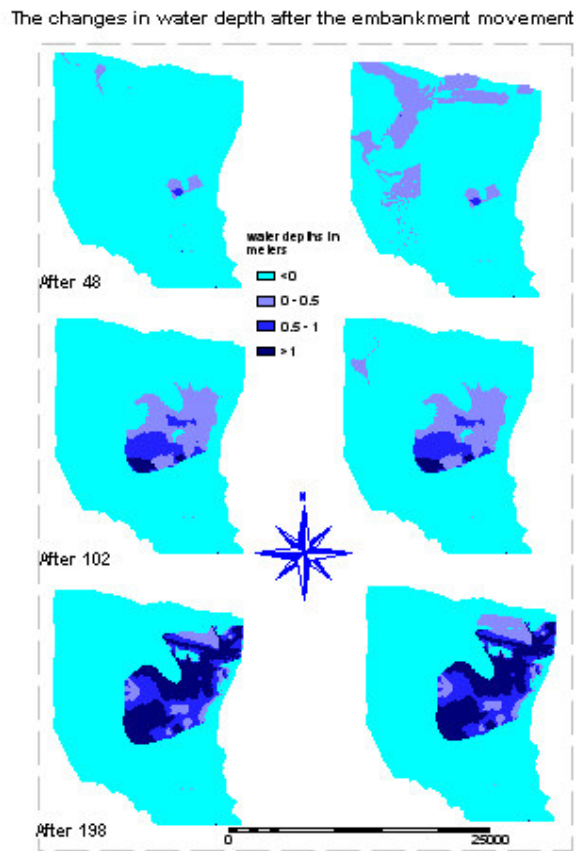 The changes in water depth after the embankment movement
water depths in
meters
<0
0 - 0.5
0.5 - 1
>1
After 48
N
After 102
After 198
0
25000